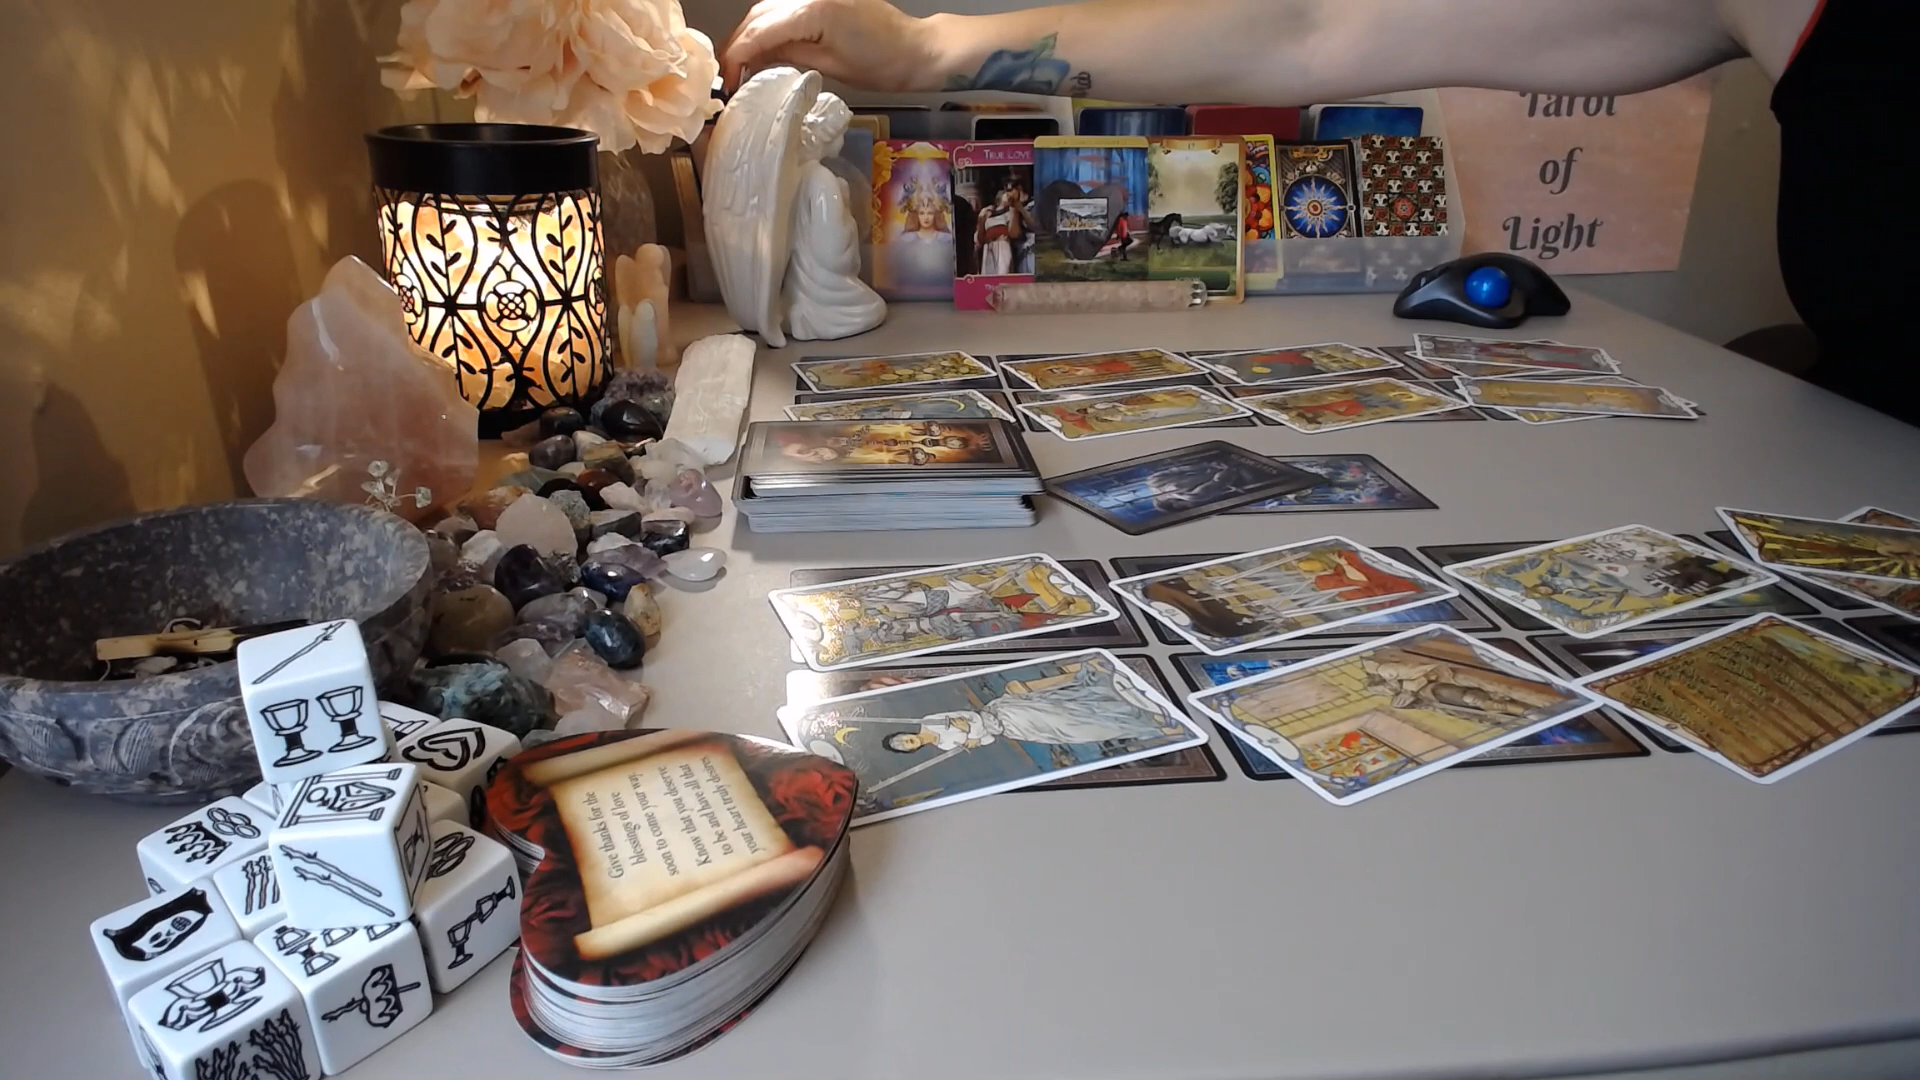 Tarot
of
Light
TRUE LOVE
17
Give thanks for the
blessings of love
soon to come your way.
Know that you deserve
to be and have all that
your heart truly desires.